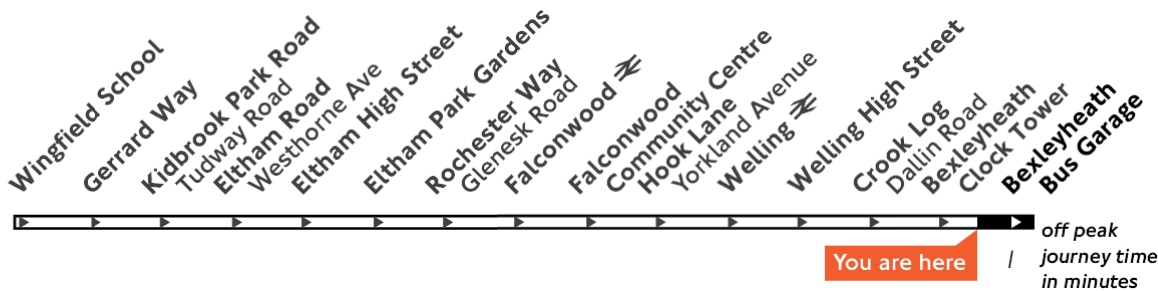 Wingfield School
Gerrard Way
Kidbrook Park Road
Tudway Road
Eltham Road
Westhorne Ave
Eltham High Street
Eltham Park Gardens
Rochester Way
Glenesk Road
Falconwood
Falconwood
Community Centre
Hook Lane
Yorkland Avenue
Welling
Welling High Street
Crook Log
Dallin Road
Bexleyheath
Clock Tower
Bexleyheath
Bus Garage
You are here
off peak
journey time
in minutes